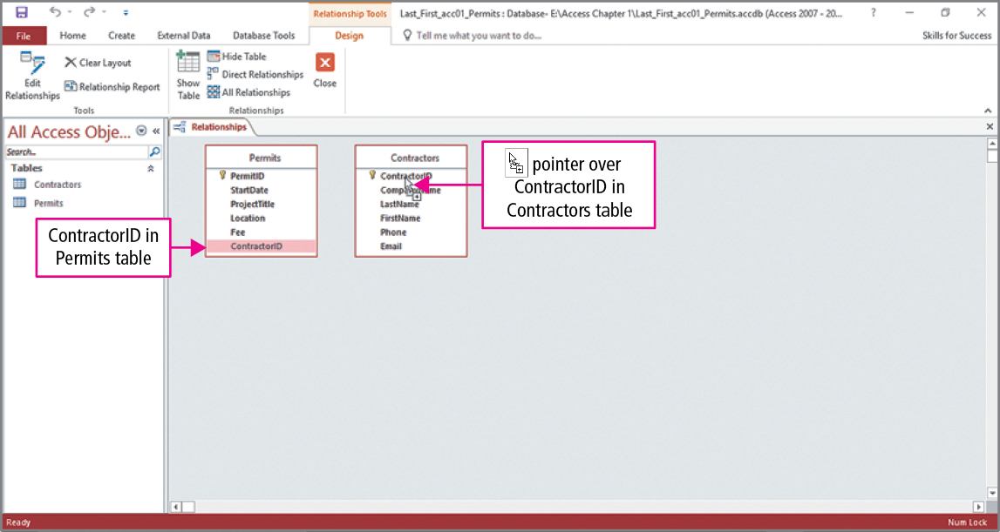 Relationship Tools
Last_First_acc01_Permits : Database- E:\Access Chapter 1\Last_First_acc01_Permits.accdb (Access 2007 - 20...
?
File
Home
Create
External Data
Database Tools
Design
Tell me what you want to do...
Skills for Success
Edit
Relationships
Clear Layout
Relationship Report
Tools
Show
Table
Hide Table
Direct Relationships
All Relationships
Relationships
Close
All Access Obje...
Search...
Tables
Contractors
Permits
Relationships
Permits
PermitID
StartDate
ProjectTitle
Location
Fee
ContractorID
Contractors
ContractorID
LastName
FirstName
Phone
Email
ContractorID in
Permits table
pointer over
ContractorID in
Contractors table
Ready
Num Lock